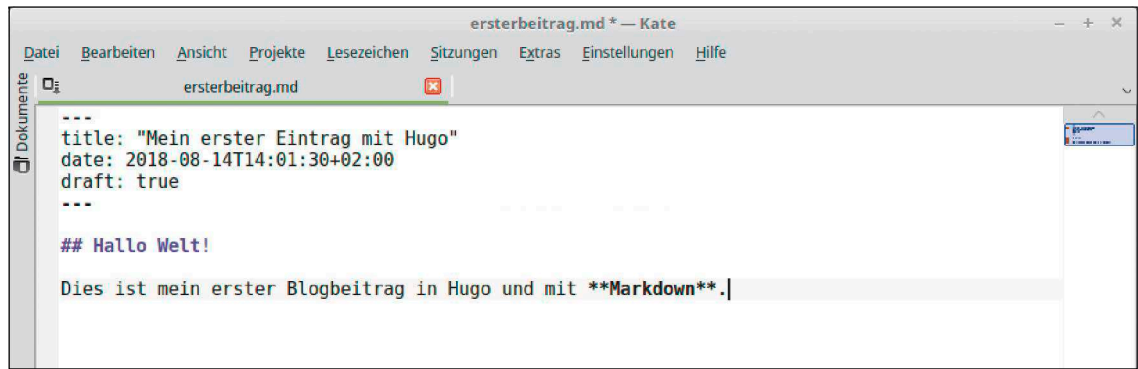 ersterbeitrag.md * — Kate
Datei Bearbeiten Ansicht Projekte Lesezeichen Sitzungen Extras Einstellungen Hilfe
ersterbeitrag.md
Dokumente
---
title: "Mein erster Eintrag mit Hugo"
date: 2018-08-14T14:01:30+02:00
draft: true
---
## Hallo Welt!
Dies ist mein erster Blogbeitrag in Hugo und mit **Markdown**.